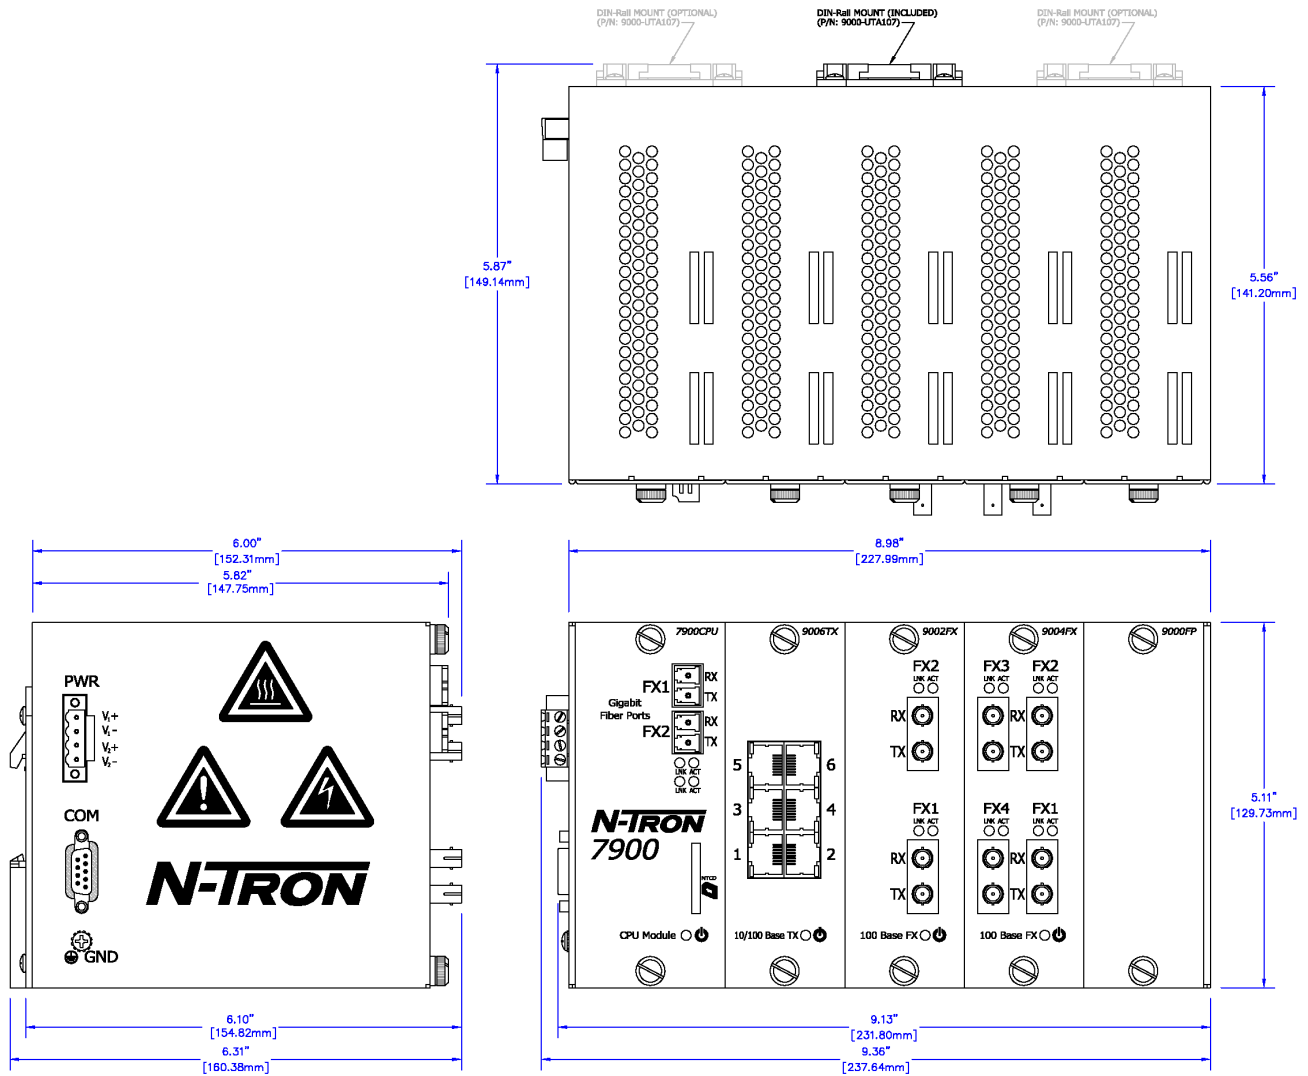 DIN-Rail MOUNT (OPTIONAL)
(P/N: 9000-UTA107)
DIN-Rail MOUNT (INCLUDED)
(P/N: 9000-UTA107)
DIN-Rail MOUNT (OPTIONAL)
(P/N: 9000-UTA107)
5.87"
[149.14mm]
5.56"
[141.20mm]
6.00"
[152.31mm]
5.82"
[147.75mm]
8.98"
[227.99mm]
PWR
V₁+
V₁-
V₂+
V₂-
COM
GND
N-TRON
6.10"
[154.82mm]
6.31"
[160.38mm]
7900CPU
FX1
RX
TX
Gigabit
Fiber Ports
FX2
RX
TX
LNK ACT
LNK ACT
N-TRON
7900
NTCD
CPU Module
9006TX
5 6
3 4
1 2
10/100 Base TX
9002FX
FX2
LNK ACT
RX
TX
FX1
LNK ACT
RX
TX
100 Base FX
9004FX
FX3 FX2
LNK ACT LNK ACT
RX
TX
FX4 FX1
LNK ACT LNK ACT
RX
TX
100 Base FX
9000FP
5.11"
[129.73mm]
9.13"
[231.80mm]
9.36"
[237.64mm]